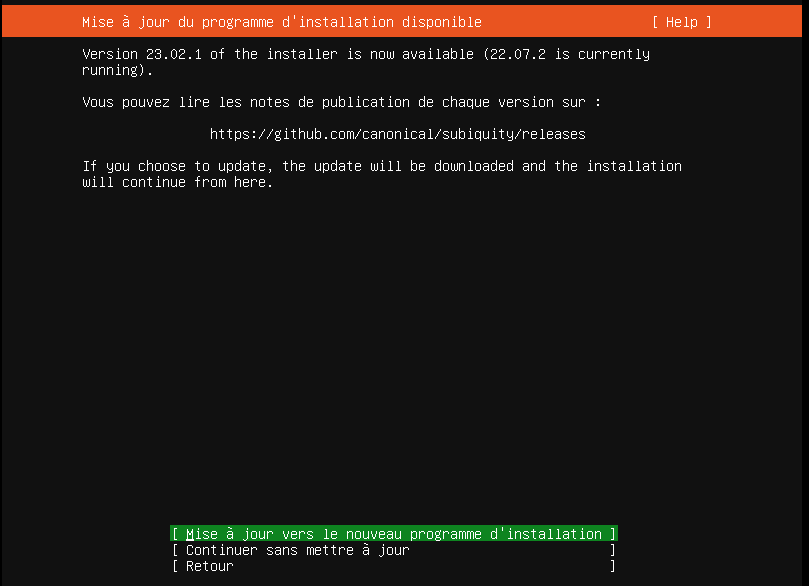 Mise à jour du programme d'installation disponible [ Help ]
Version 23.02.1 of the installer is now available (22.07.2 is currently
running).
Vous pouvez lire les notes de publication de chaque version sur :
https://github.com/canonical/subiquity/releases
If you choose to update, the update will be downloaded and the installation
will continue from here.
[ Mise à jour vers le nouveau programme d'installation ]
[ Continuer sans mettre à jour ]
[ Retour ]